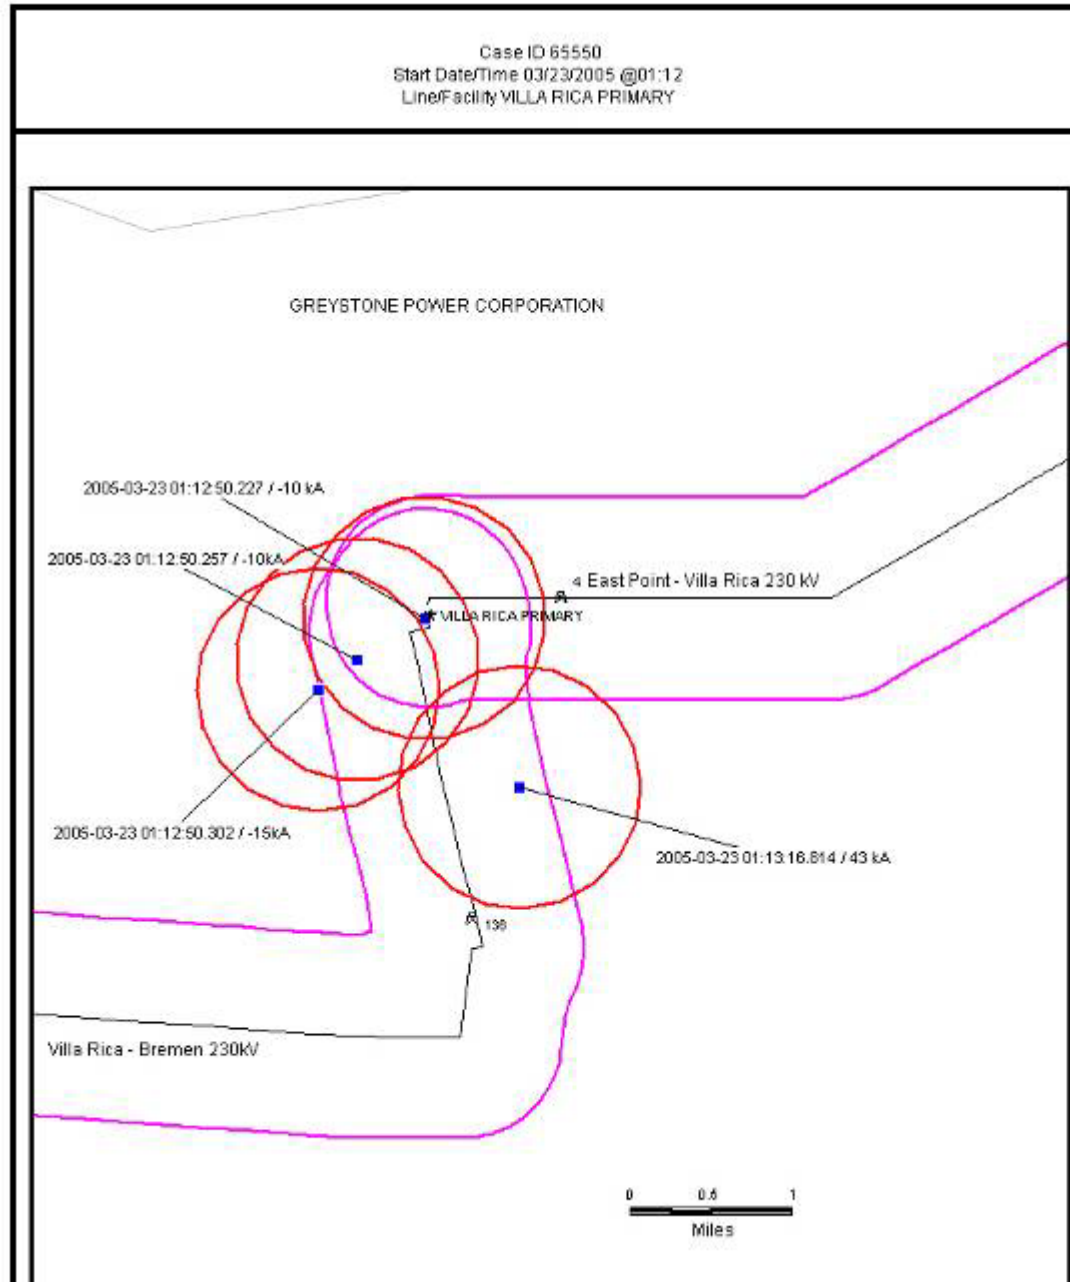 Case ID 65550
Start Date/Time 03/23/2005 @01:12
Line/Facility VILLA RICA PRIMARY
GREYSTONE POWER CORPORATION
2005-03-23 01:12:50.227 / -10 kA
2005-03-23 01:12:50.257 / -10kA
4 East Point - Villa Rica 230 kV
VILLA RICA PRIMARY
2005-03-23 01:12:50.302 / -15kA
2005-03-23 01:13:16.814 / 43 kA
138
Villa Rica - Bremen 230kV
0 0.5 1
Miles